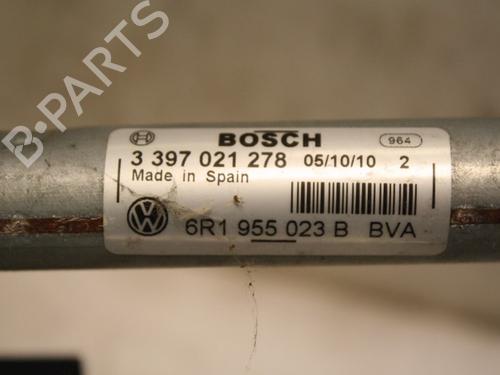 B-PARTS
BOSCH 964
3 397 021 278 05/10/10 2
Made in Spain
6R1 955 023 B BVA